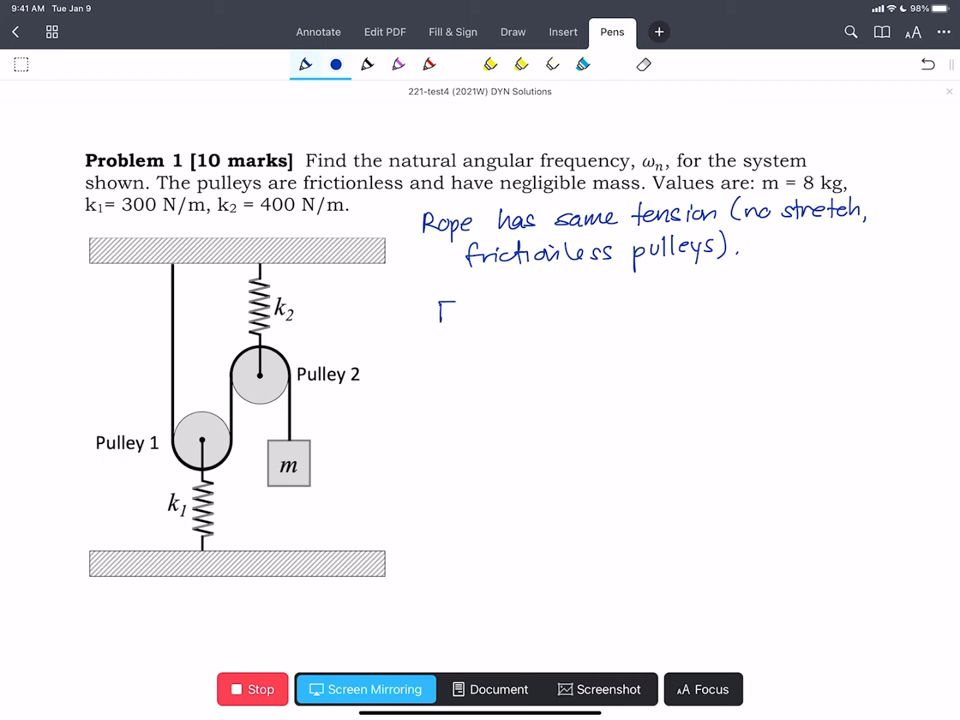 9:41 AM Tue Jan 9
98%
Annotate Edit PDF Fill & Sign Draw Insert Pens
AA
221-test4 (2021W) DYN Solutions
Problem 1 [10 marks] Find the natural angular frequency, ωn, for the system
shown. The pulleys are frictionless and have negligible mass. Values are: m = 8 kg,
k1= 300 N/m, k2 = 400 N/m.
Rope has same tension (no stretch,
frictionless pulleys).
k2
Pulley 2
Pulley 1
m
k1
Stop Screen Mirroring Document Screenshot AA Focus